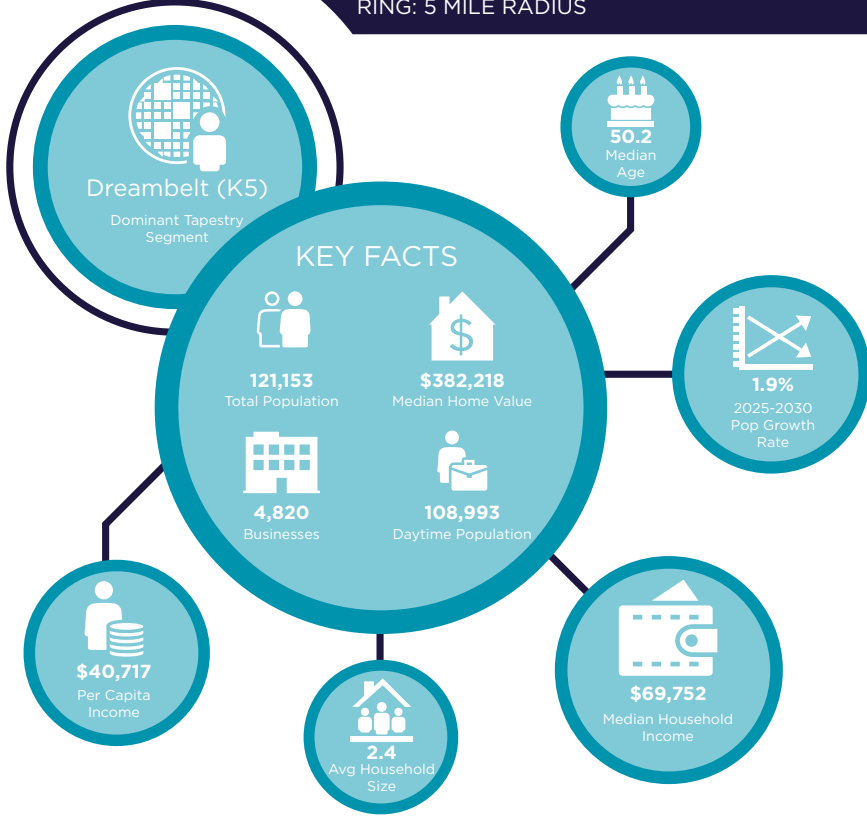 RING: 5 MILE RADIUS
Dreambelt (K5)
Dominant Tapestry
Segment
KEY FACTS
121,153
Total Population
$382,218
Median Home Value
4,820
Businesses
108,993
Daytime Population
50.2
Median
Age
1.9%
2025-2030
Pop Growth
Rate
$40,717
Per Capita
Income
2.4
Avg Household
Size
$69,752
Median Household
Income